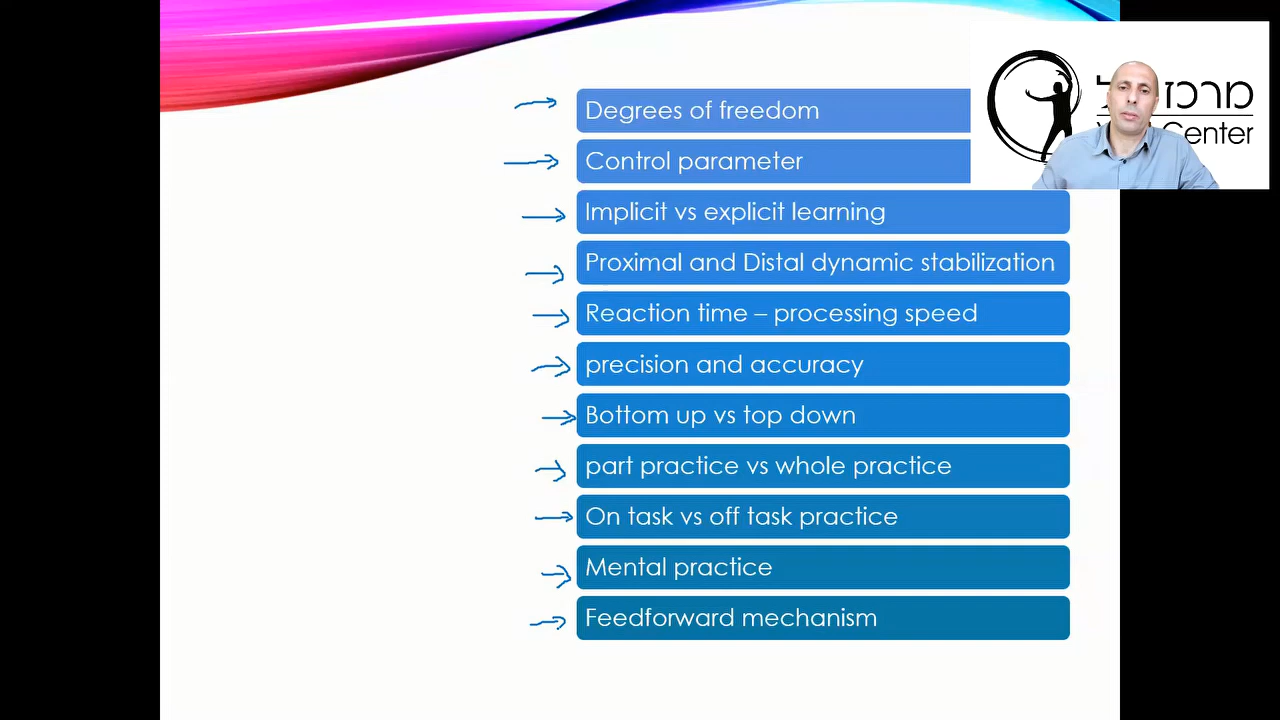 Degrees of freedom
Control parameter
Implicit vs explicit learning
Proximal and Distal dynamic stabilization
Reaction time – processing speed
precision and accuracy
Bottom up vs top down
part practice vs whole practice
On task vs off task practice
Mental practice
Feedforward mechanism
מרכז
Center